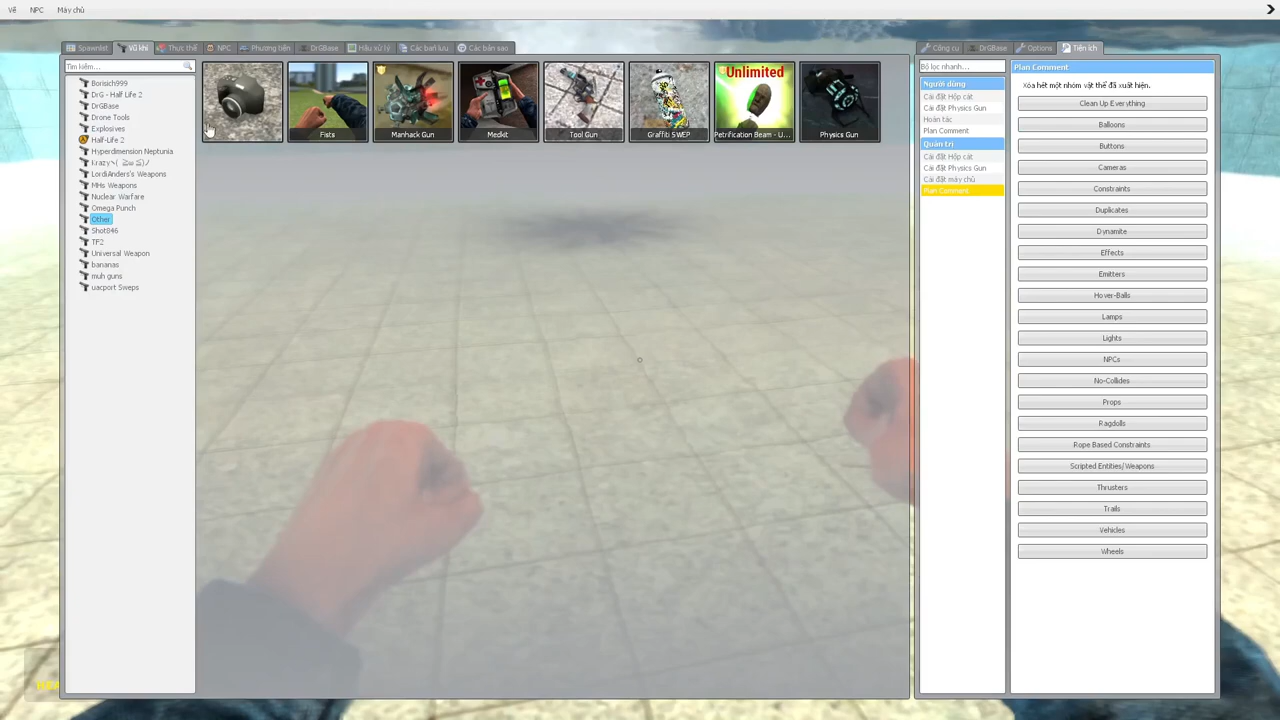 Vẽ NPC Máy chủ
Spawnlist Vũ khí Thực thể NPC Phương tiện DrGBase Hậu xử lý Các bản lưu Các bản sao
Công cụ DrGBase Options Tiện ích
Tìm kiếm...
Borisich999
DrG - Half Life 2
DrGBase
Drone Tools
Explosives
Half-Life 2
Hyperdimension Neptunia
LordiAnders's Weapons
MHs Weapons
Nuclear Warfare
Omega Punch
Other
Shot846
TF2
Universal Weapon
bananas
muh guns
uacport Sweps
Fists
Manhack Gun
Medkit
Tool Gun
Graffiti SWEP
Unlimited
Petrification Beam - U...
Physics Gun
Bộ lọc nhanh...
Người dùng
Cài đặt Hộp cát
Cài đặt Physics Gun
Hoàn tác
Plan Comment
Quản trị
Cài đặt Hộp cát
Cài đặt Physics Gun
Cài đặt máy chủ
Plan Comment
Plan Comment
Xóa hết một nhóm vật thể đã xuất hiện.
Clean Up Everything
Balloons
Buttons
Cameras
Constraints
Duplicates
Dynamite
Effects
Emitters
Hover-Balls
Lamps
Lights
NPCs
No-Collides
Props
Ragdolls
Rope Based Constraints
Scripted Entities/Weapons
Thrusters
Trails
Vehicles
Wheels